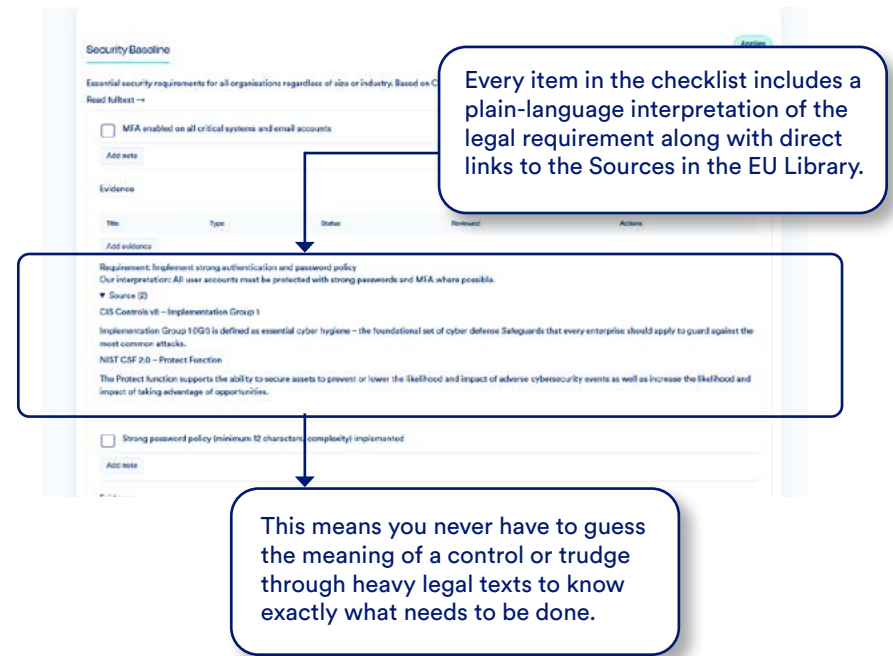 Security Baseline
Applies
Essential security requirements for all organisations regardless of size or industry. Based on C
Read fulltext →
Every item in the checklist includes a
plain-language interpretation of the
legal requirement along with direct
links to the Sources in the EU Library.
MFA enabled on all critical systems and email accounts
Add note
Evidence
Title Type Status Reviewed Actions
Add evidence
Requirement: Implement strong authentication and password policy
Our interpretation: All user accounts must be protected with strong passwords and MFA where possible.
▼ Source (2)
CIS Controls v8 – Implementation Group 1
Implementation Group 1 (IG1) is defined as essential cyber hygiene – the foundational set of cyber defense Safeguards that every enterprise should apply to guard against the
most common attacks.
NIST CSF 2.0 – Protect Function
The Protect function supports the ability to secure assets to prevent or lower the likelihood and impact of adverse cybersecurity events as well as increase the likelihood and
impact of taking advantage of opportunities.
Strong password policy (minimum 12 characters, complexity) implemented
Add note
This means you never have to guess
the meaning of a control or trudge
through heavy legal texts to know
exactly what needs to be done.